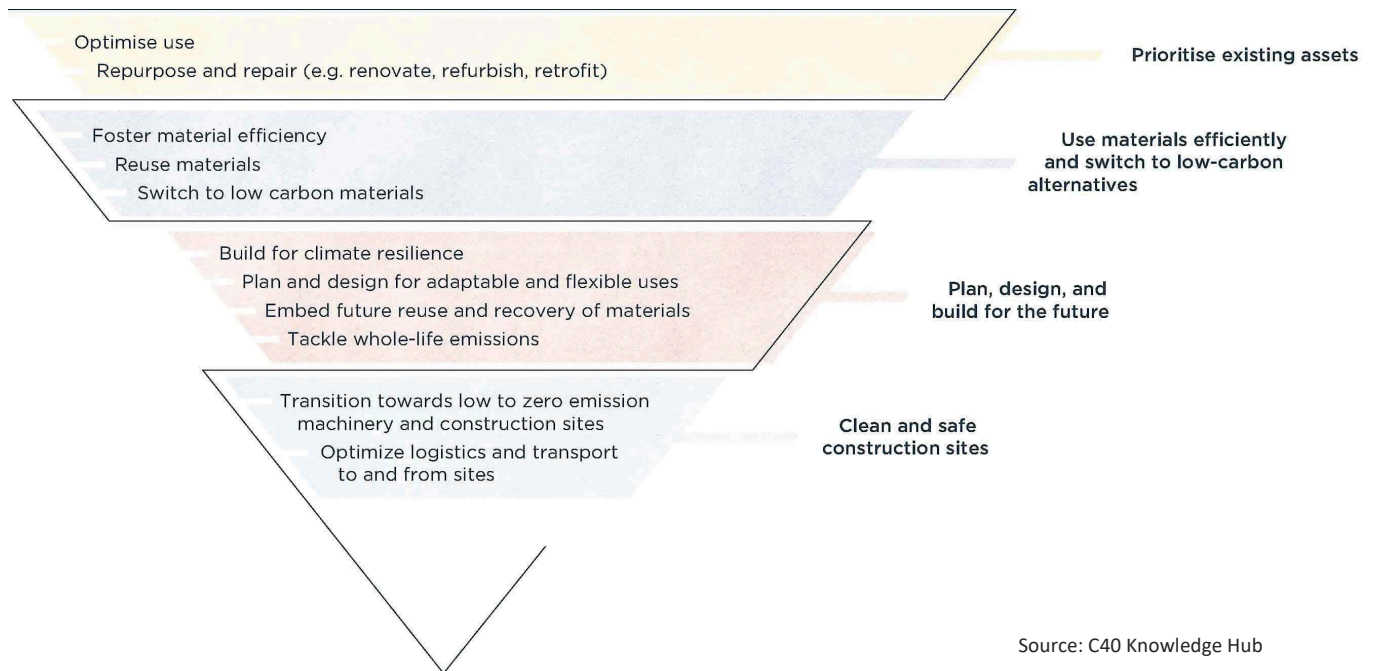 Optimise use
Repurpose and repair (e.g. renovate, refurbish, retrofit)
Prioritise existing assets
Foster material efficiency
Reuse materials
Switch to low carbon materials
Use materials efficiently
and switch to low-carbon
alternatives
Build for climate resilience
Plan and design for adaptable and flexible uses
Embed future reuse and recovery of materials
Tackle whole-life emissions
Plan, design, and
build for the future
Transition towards low to zero emission
machinery and construction sites
Optimize logistics and transport
to and from sites
Clean and safe
construction sites
Source: C40 Knowledge Hub